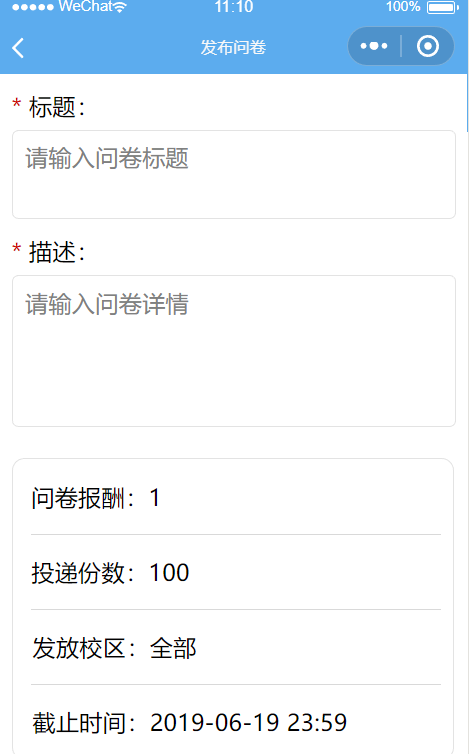 WeChat 11:10 100%
发布问卷
* 标题：
请输入问卷标题
* 描述：
请输入问卷详情
问卷报酬：1
投递份数：100
发放校区：全部
截止时间：2019-06-19 23:59